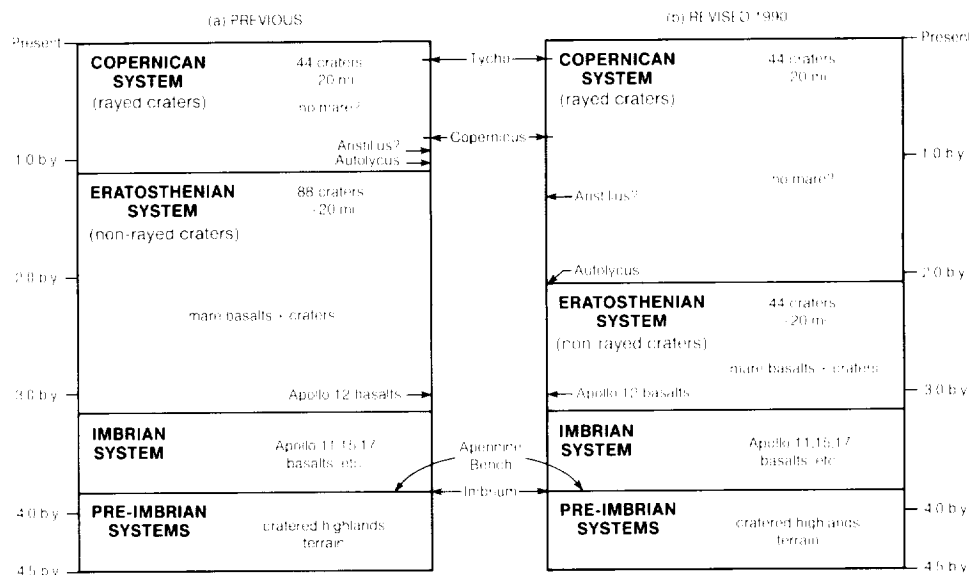 (a) PREVIOUS
Present
COPERNICAN
SYSTEM
(rayed craters)
44 craters
20 mi
no mare?
Aristillus?
Autolycus
1.0 b.y.
ERATOSTHENIAN
SYSTEM
(non-rayed craters)
88 craters
20 mi
2.0 b.y.
mare basalts + craters
3.0 b.y.
Apollo 12 basalts
IMBRIAN
SYSTEM
Apollo 11,15,17
basalts, etc.
4.0 b.y.
PRE-IMBRIAN
SYSTEMS
cratered highlands
terrain
4.5 b.y.
Tycho
Copernicus
Apennine
Bench
Imbrium
(b) REVISED 1990
Present
COPERNICAN
SYSTEM
(rayed craters)
44 craters
20 mi
1.0 b.y.
no mare?
Aristillus?
Autolycus
2.0 b.y.
ERATOSTHENIAN
SYSTEM
(non-rayed craters)
44 craters
20 mi
mare basalts + craters
3.0 b.y.
Apollo 12 basalts
IMBRIAN
SYSTEM
Apollo 11,15,17
basalts, etc.
4.0 b.y.
PRE-IMBRIAN
SYSTEMS
cratered highlands
terrain
4.5 b.y.